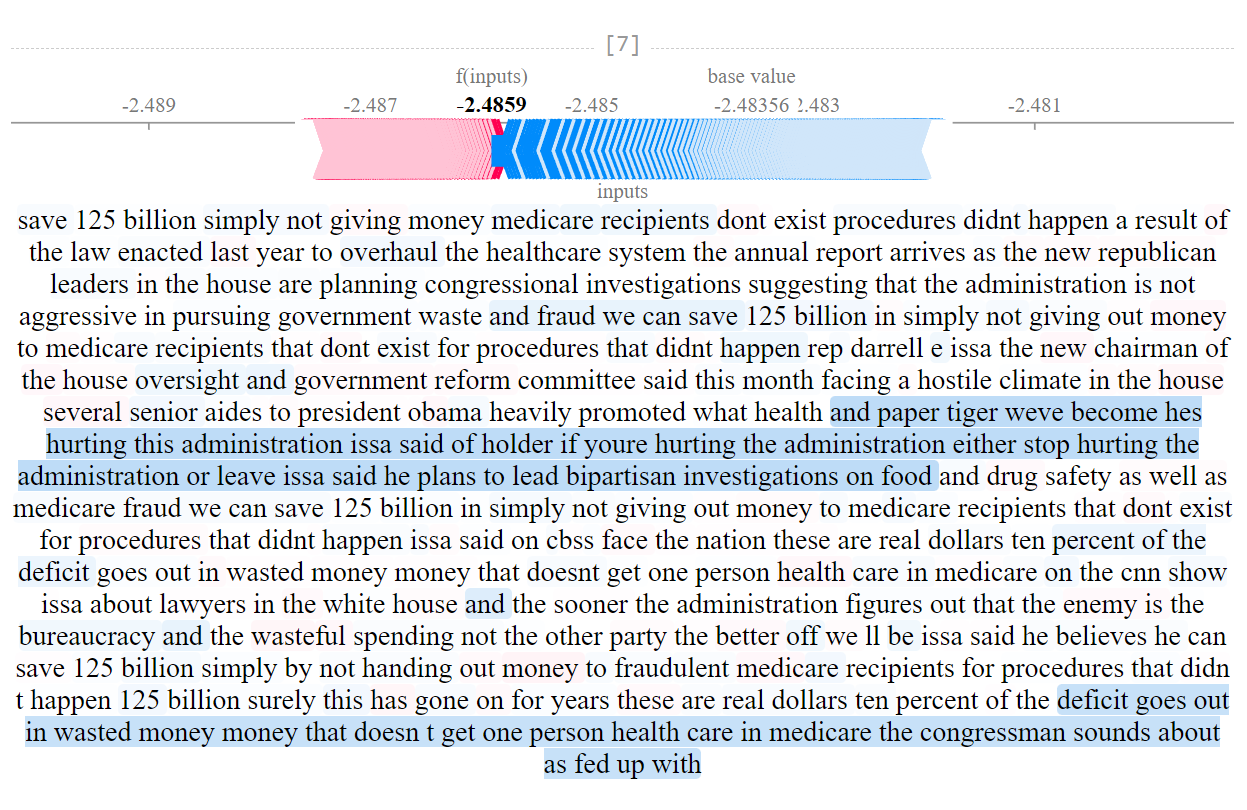 [7]
f(inputs) base value
-2.489 -2.487 -2.4859 -2.485 -2.48356 2.483 -2.481
inputs
save 125 billion simply not giving money medicare recipients dont exist procedures didnt happen a result of
the law enacted last year to overhaul the healthcare system the annual report arrives as the new republican
leaders in the house are planning congressional investigations suggesting that the administration is not
aggressive in pursuing government waste and fraud we can save 125 billion in simply not giving out money
to medicare recipients that dont exist for procedures that didnt happen rep darrell e issa the new chairman of
the house oversight and government reform committee said this month facing a hostile climate in the house
several senior aides to president obama heavily promoted what health and paper tiger weve become hes
hurting this administration issa said of holder if youre hurting the administration either stop hurting the
administration or leave issa said he plans to lead bipartisan investigations on food and drug safety as well as
medicare fraud we can save 125 billion in simply not giving out money to medicare recipients that dont exist
for procedures that didnt happen issa said on cbss face the nation these are real dollars ten percent of the
deficit goes out in wasted money money that doesnt get one person health care in medicare on the cnn show
issa about lawyers in the white house and the sooner the administration figures out that the enemy is the
bureaucracy and the wasteful spending not the other party the better off we ll be issa said he believes he can
save 125 billion simply by not handing out money to fraudulent medicare recipients for procedures that didn
t happen 125 billion surely this has gone on for years these are real dollars ten percent of the deficit goes out
in wasted money money that doesn t get one person health care in medicare the congressman sounds about
as fed up with